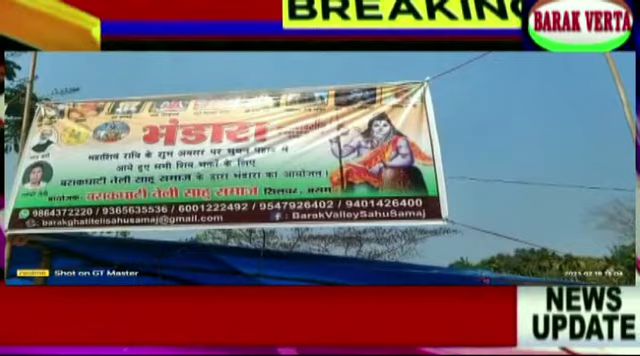 BREAKING
BARAK VERTA
भंडारा
महाशिव रात्रि के शुभ अवसर पर भुवन पहाड़ में
आये हुए सभी शिव भक्तों के लिए
बराकघाटी तेली साहू समाज के द्वारा भंडारा का आयोजन।
आयोजक- बराकघाटी तेली साहू समाज सिलचर, असम
9864372220 / 9365635536 / 6001222492 / 9547926402 / 9401426400
barakghatitelisahusamaj@gmail.com
BarakValleySahuSamaj
realme
Shot on GT Master
NEWS
UPDATE